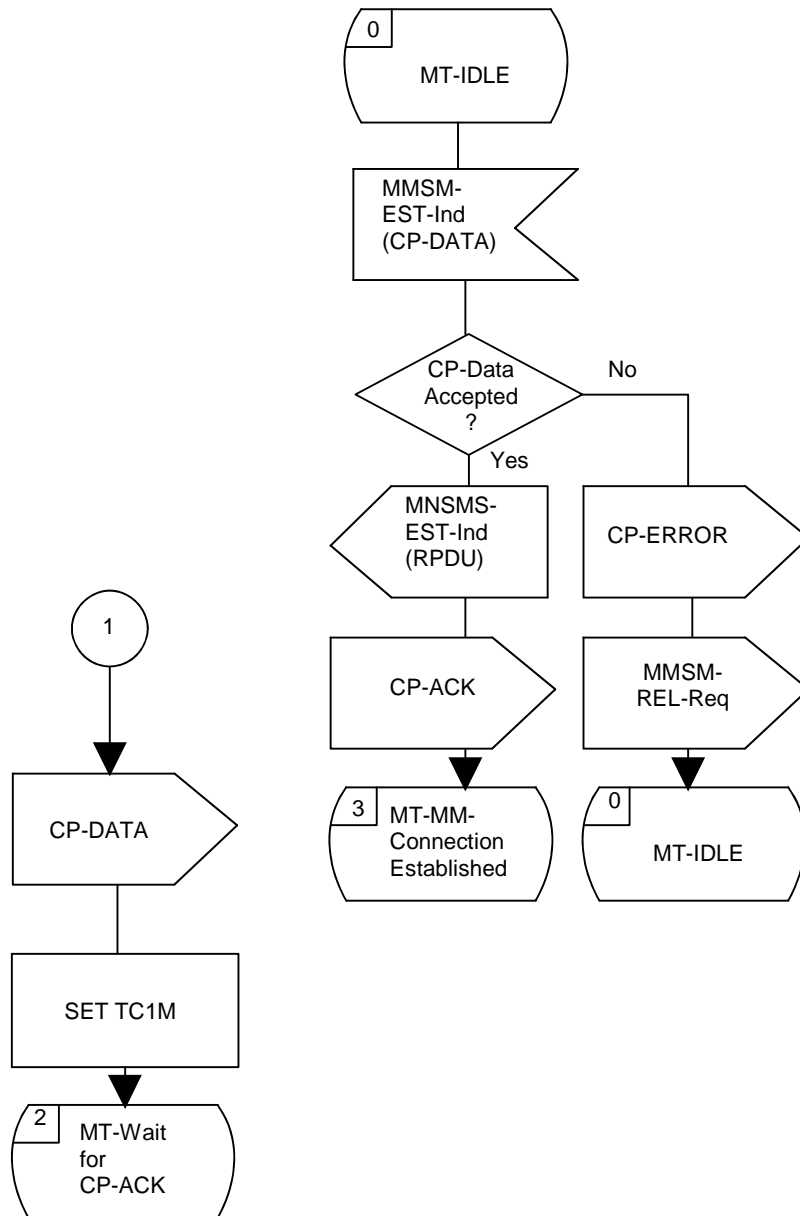 0
MT-IDLE
MMSM-
EST-Ind
(CP-DATA)
CP-Data
Accepted
?
No
Yes
MNSMS-
EST-Ind
(RPDU)
CP-ERROR
CP-ACK
MMSM-
REL-Req
3
MT-MM-
Connection
Established
0
MT-IDLE
1
CP-DATA
SET TC1M
2
MT-Wait
for
CP-ACK